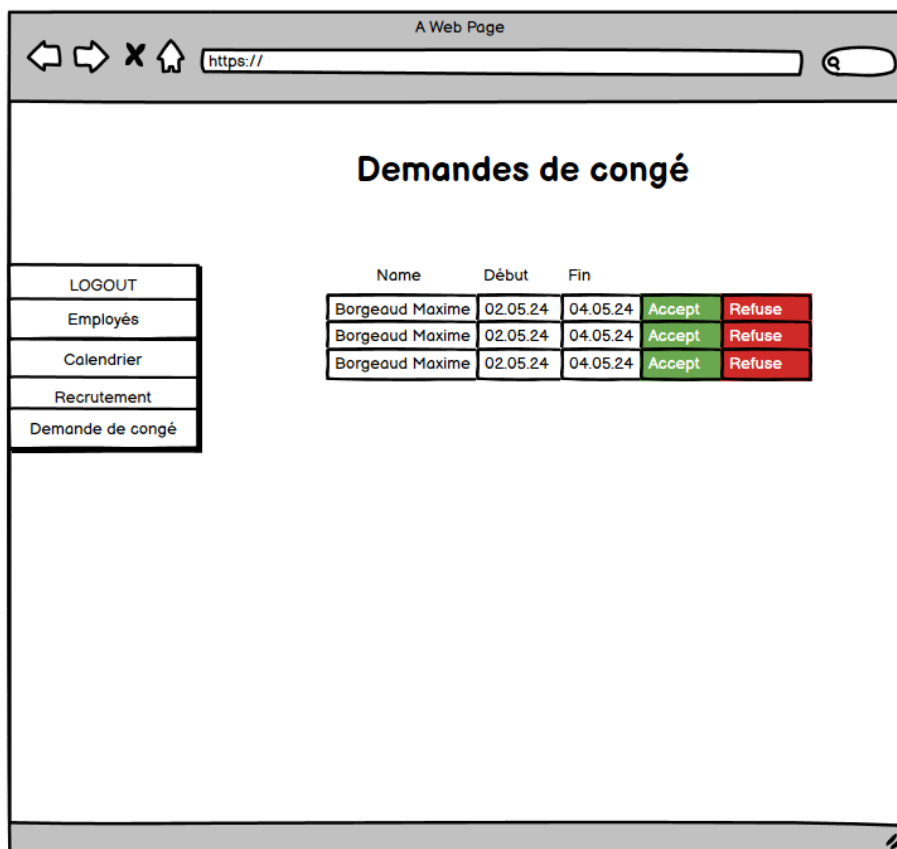 A Web Page
https://
Demandes de congé
LOGOUT
Employés
Calendrier
Recrutement
Demande de congé
Name Début Fin
Borgeaud Maxime 02.05.24 04.05.24 Accept Refuse
Borgeaud Maxime 02.05.24 04.05.24 Accept Refuse
Borgeaud Maxime 02.05.24 04.05.24 Accept Refuse